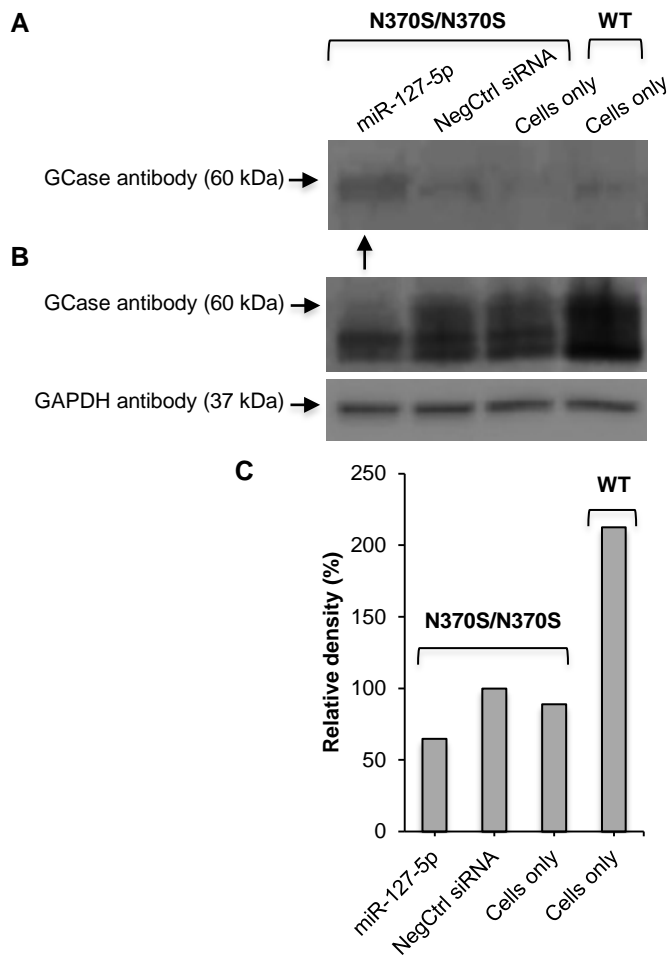 A
N370S/N370S
WT
miR-127-5p
NegCtrl siRNA
Cells only
Cells only
GCase antibody (60 kDa)
B
GCase antibody (60 kDa)
GAPDH antibody (37 kDa)
C
250
200
150
100
50
0
Relative density (%)
WT
N370S/N370S
miR-127-5p
NegCtrl siRNA
Cells only
Cells only